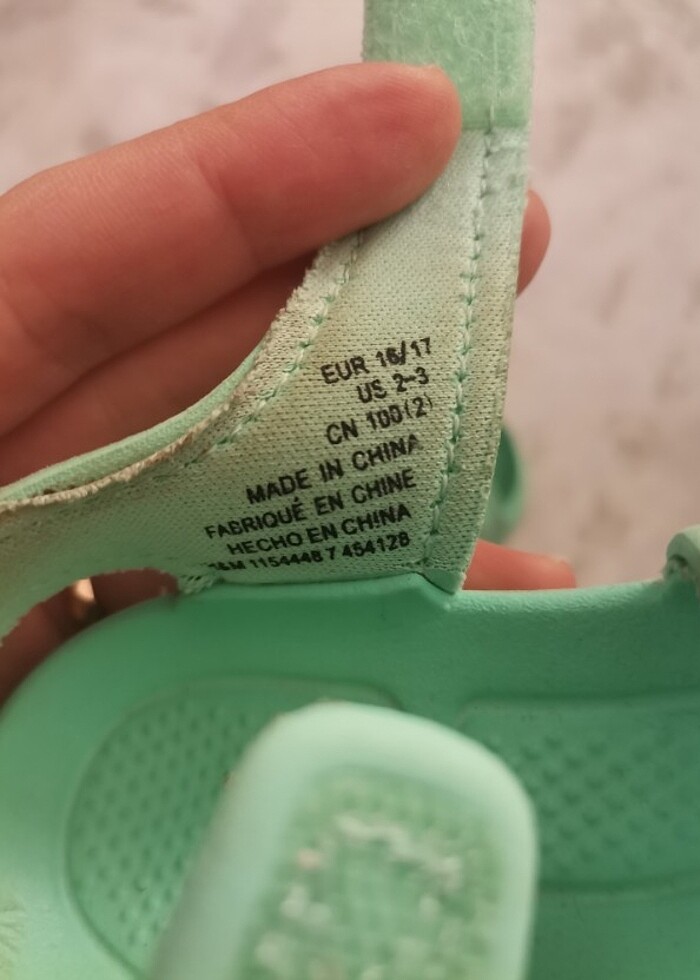 EUR 16/17
US 2-3
CN 100(2)
MADE IN CHINA
FABRIQUÉ EN CHINE
HECHO EN CHINA
1154448 7 454128